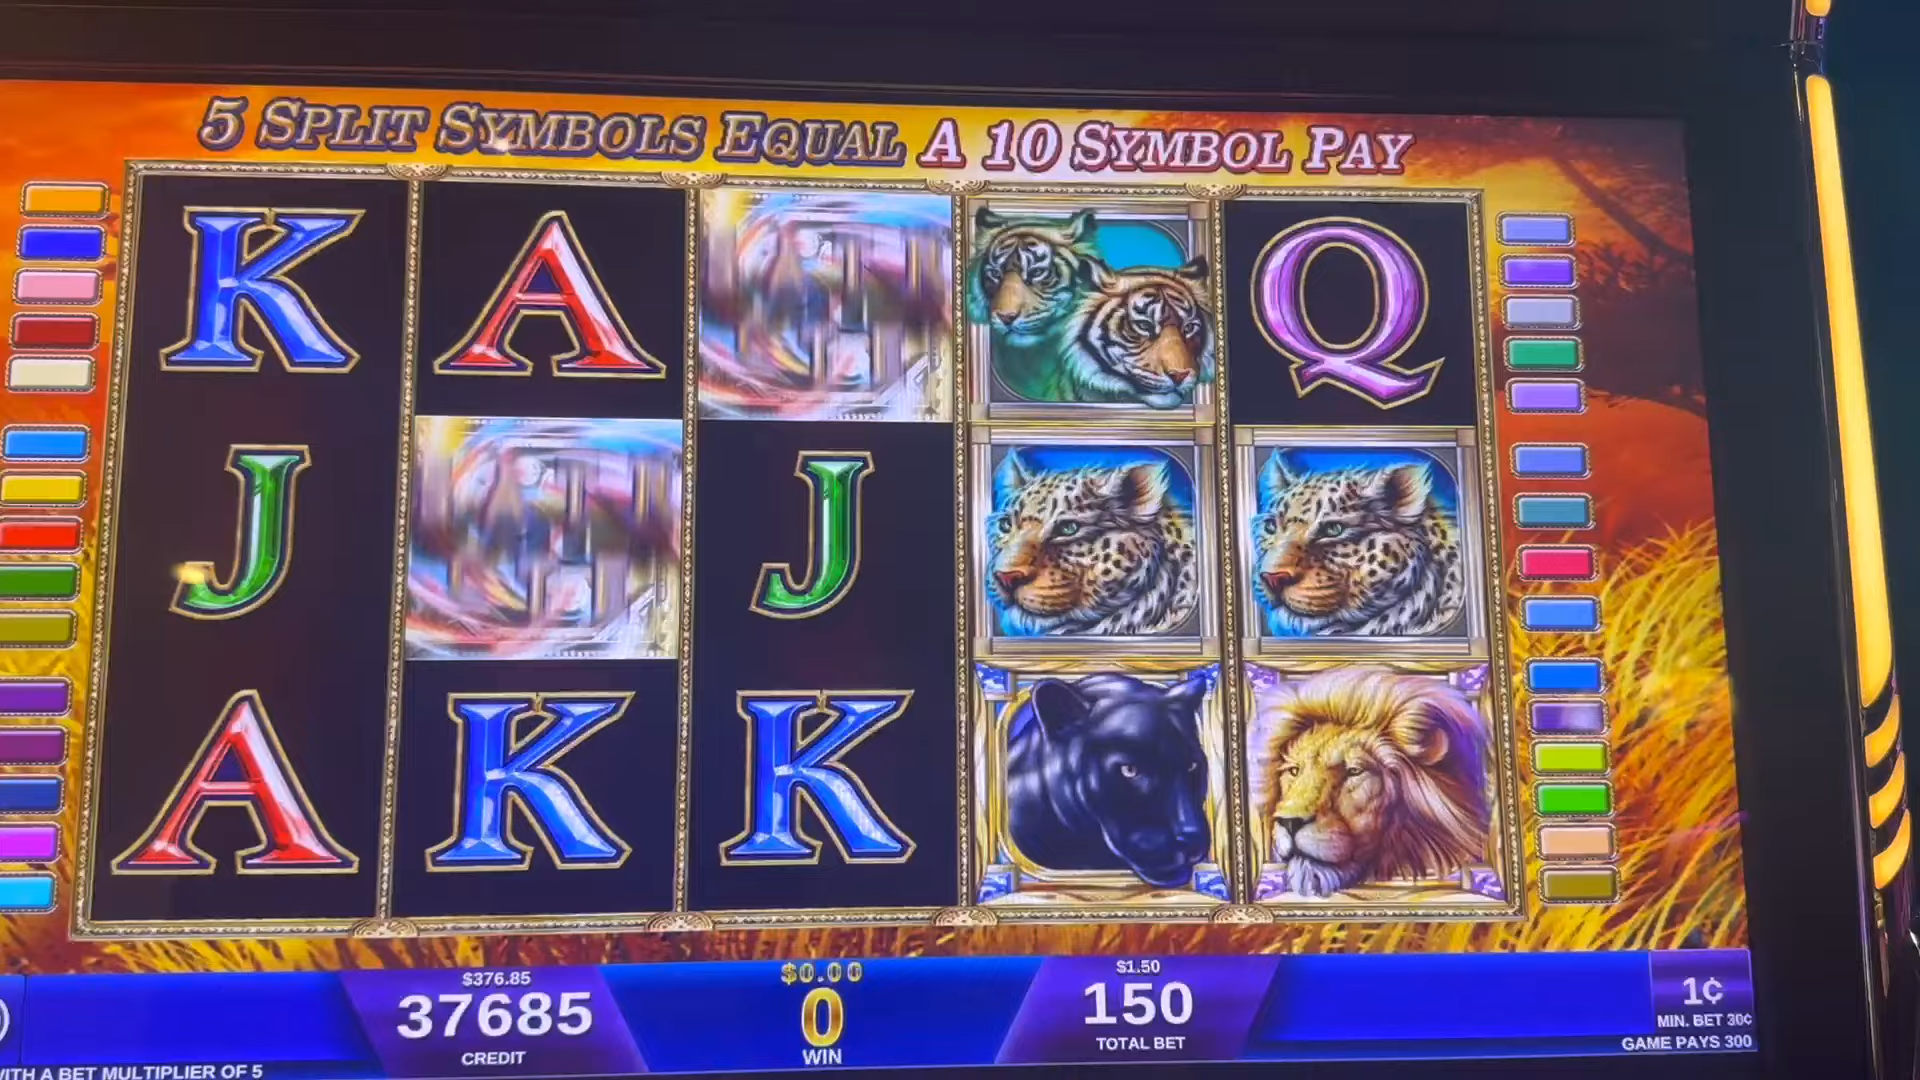 5 SPLIT SYMBOLS EQUAL A 10 SYMBOL PAY
K A Q
J J
A K K
$376.85
37685
CREDIT
$0.00
0
WIN
$1.50
150
TOTAL BET
1¢
MIN. BET 30¢
GAME PAYS 300
WITH A BET MULTIPLIER OF 5